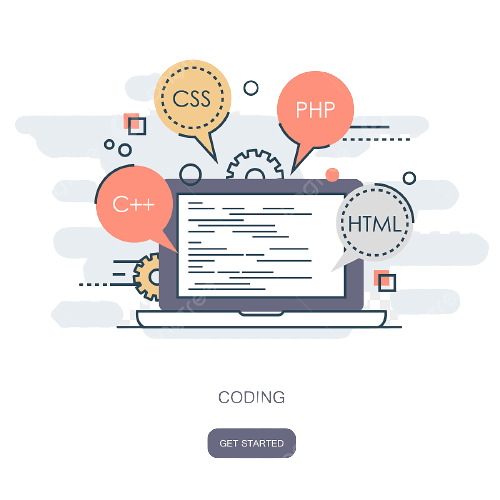 CSS
PHP
C++
HTML
CODING
GET STARTED